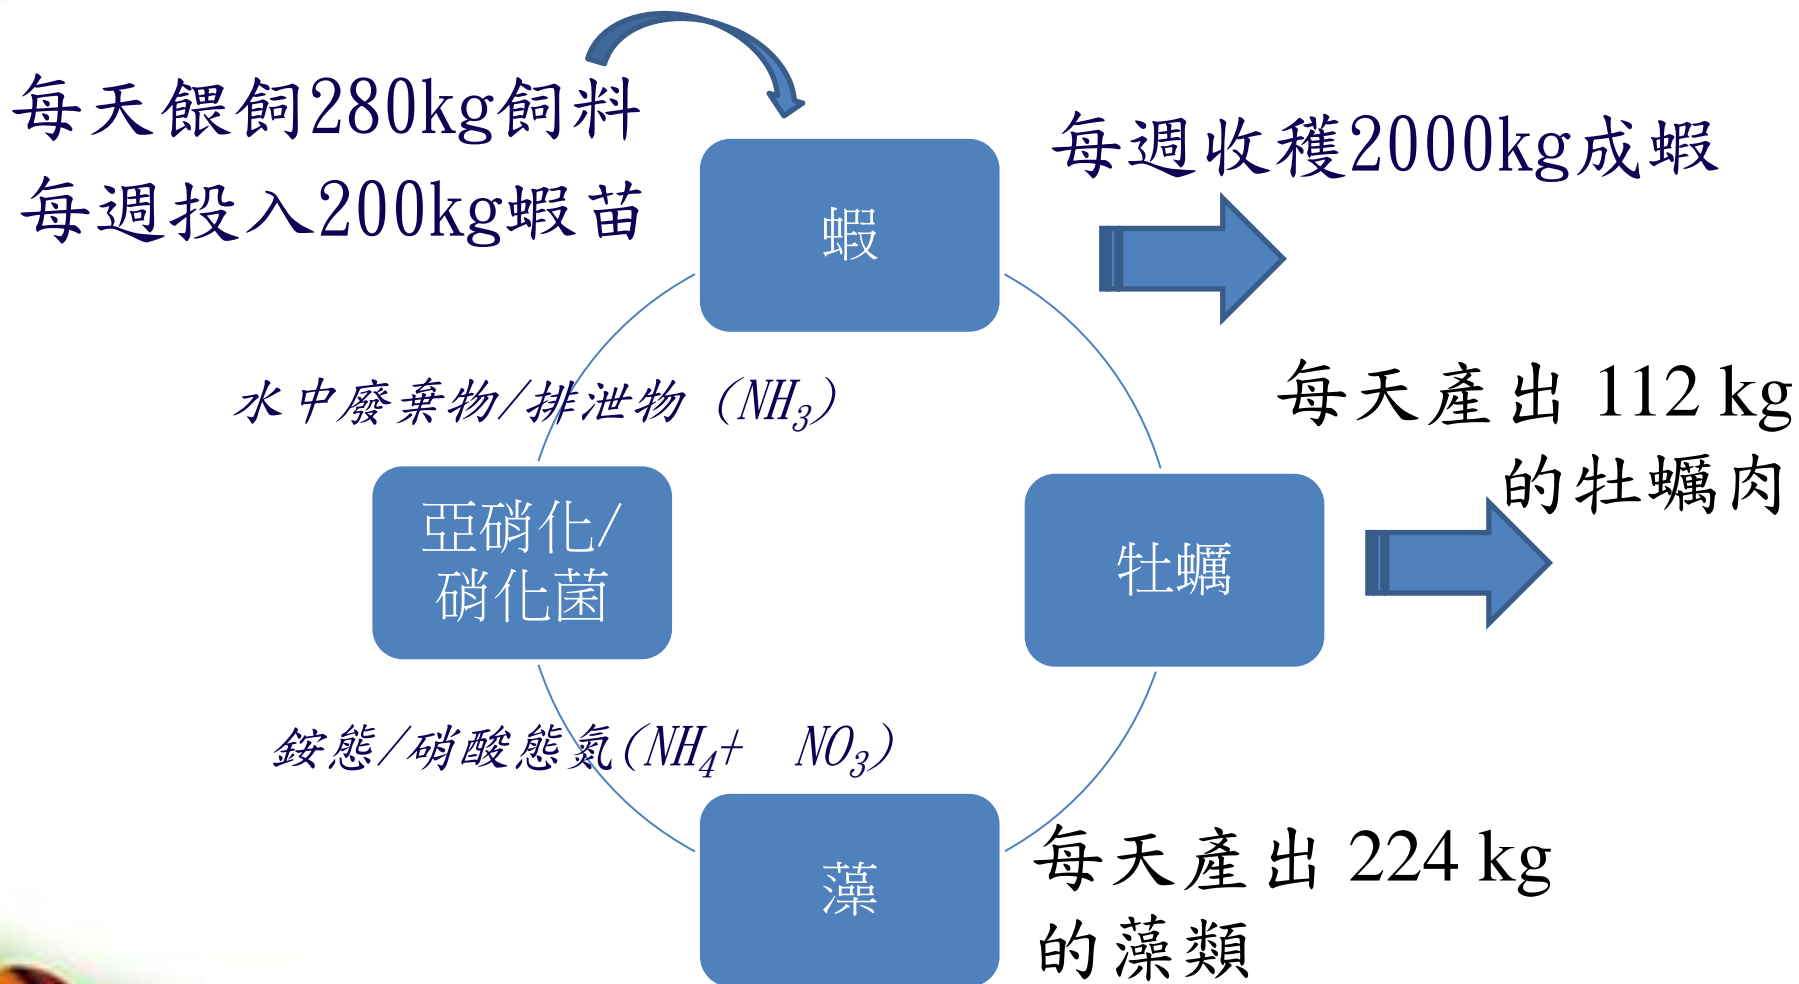 每天餵飼280kg飼料
每週投入200kg蝦苗
蝦
每週收穫2000kg成蝦
水中廢棄物/排泄物 (NH₃)
每天產出 112 kg
的牡蠣肉
亞硝化/
硝化菌
牡蠣
銨態/硝酸態氮(NH₄+ NO₃)
藻
每天產出 224 kg
的藻類